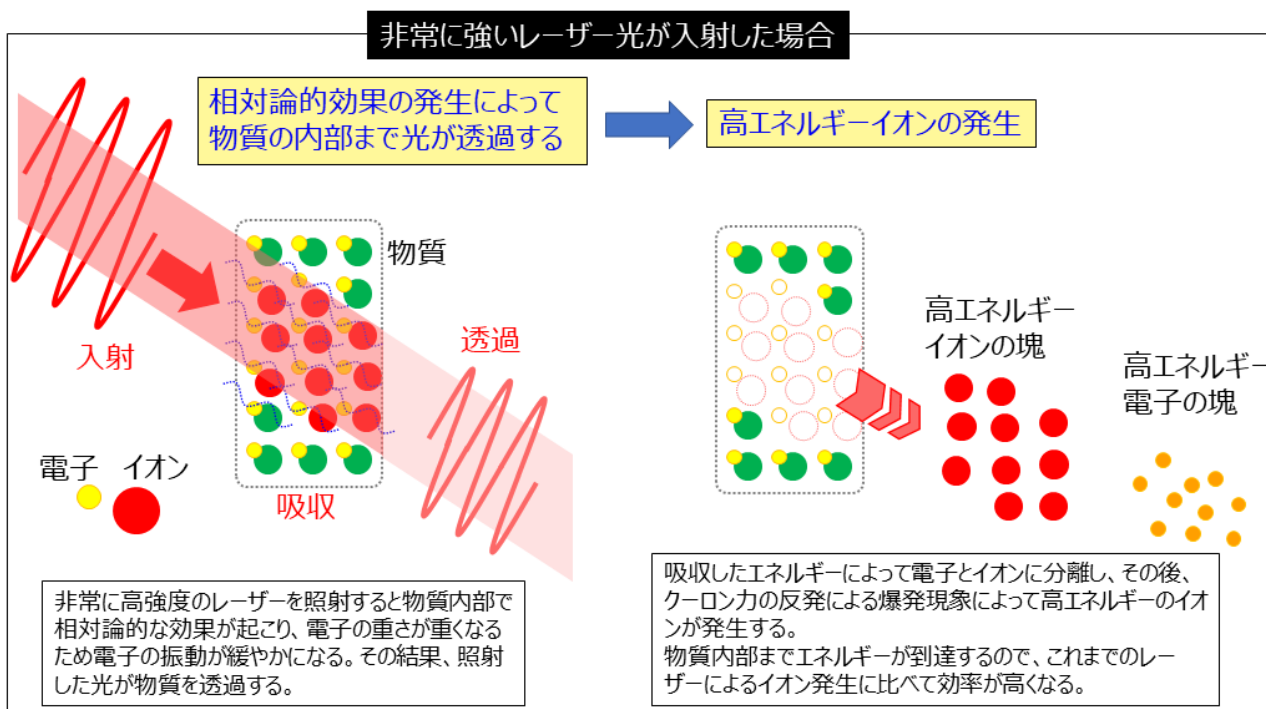 非常に強いレーザー光が入射した場合
相対論的効果の発生によって
物質の内部まで光が透過する
高エネルギーイオンの発生
物質
入射
透過
電子 イオン
吸収
高エネルギー
イオンの塊
高エネルギー
電子の塊
非常に高強度のレーザーを照射すると物質内部で
相対論的な効果が起こり、電子の重さが重くなる
ため電子の振動が緩やかになる。その結果、照射
した光が物質を透過する。
吸収したエネルギーによって電子とイオンに分離し、その後、
クーロン力の反発による爆発現象によって高エネルギーのイオ
ンが発生する。
物質内部までエネルギーが到達するので、これまでのレー
ザーによるイオン発生に比べて効率が高くなる。